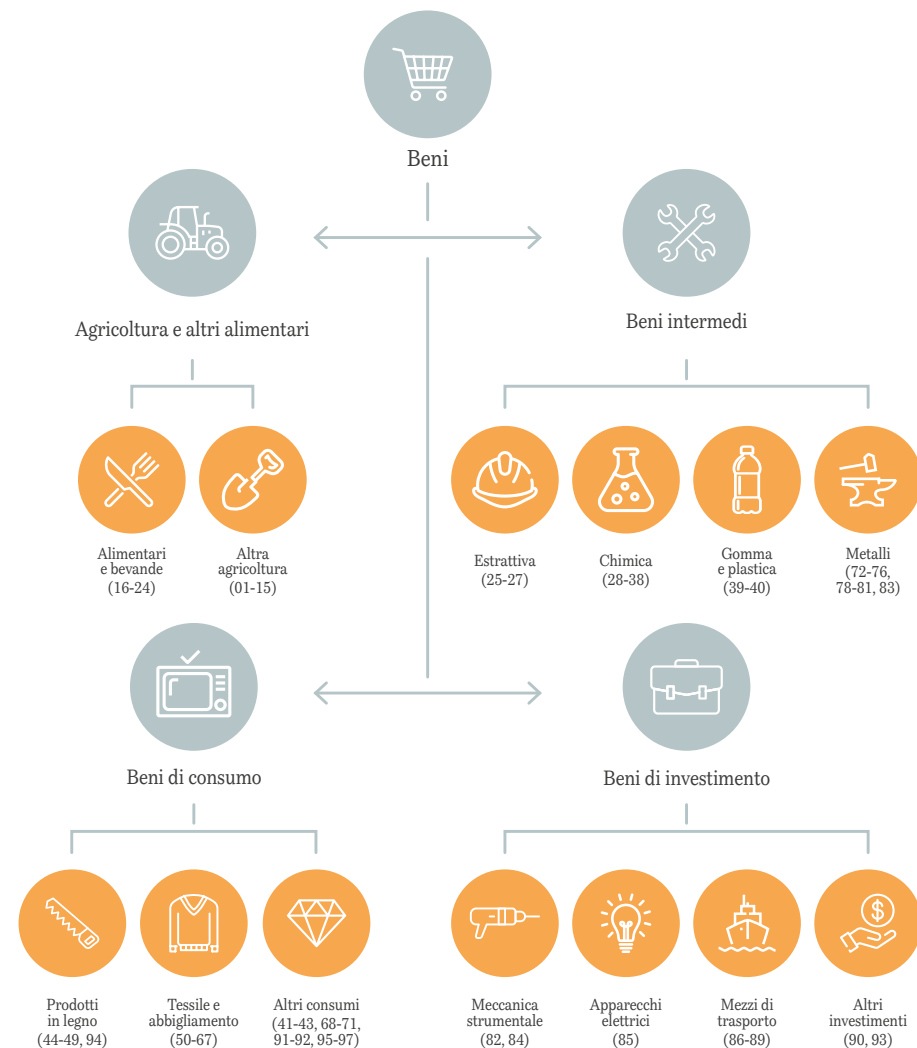 Beni
Agricoltura e altri alimentari
Beni intermedi
Alimentari
e bevande
(16-24)
Altra
agricoltura
(01-15)
Estrattiva
(25-27)
Chimica
(28-38)
Gomma
e plastica
(39-40)
Metalli
(72-76,
78-81, 83)
Beni di consumo
Beni di investimento
Prodotti
in legno
(44-49, 94)
Tessile e
abbigliamento
(50-67)
Altri consumi
(41-43, 68-71,
91-92, 95-97)
Meccanica
strumentale
(82, 84)
Apparecchi
elettrici
(85)
Mezzi di
trasporto
(86-89)
Altri
investimenti
(90, 93)
$